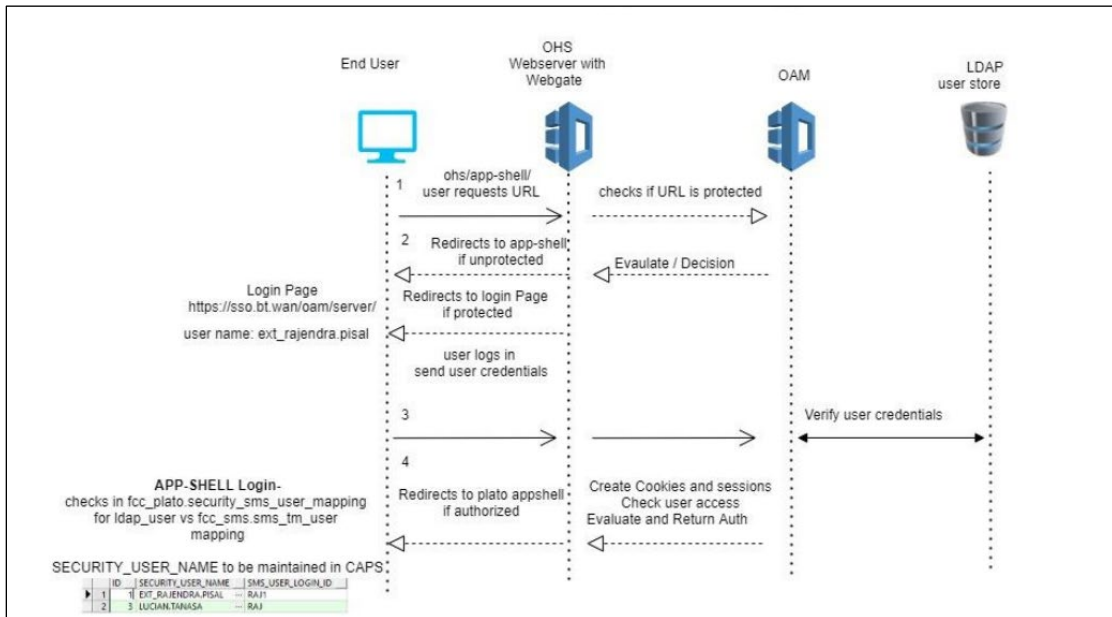 End User
OHS
Webserver with
Webgate
OAM
LDAP
user store
1
ohs/app-shell/
user requests URL
checks if URL is protected
2
Redirects to app-shell
if unprotected
Evaulate / Decision
Login Page
https://sso.bt.wan/oam/server/
user name: ext_rajendra.pisal
Redirects to login Page
if protected
user logs in
send user credentials
3
Verify user credentials
4
APP-SHELL Login-
checks in fcc_plato.security_sms_user_mapping
for ldap_user vs fcc_sms.sms_tm_user
mapping
Redirects to plato appshell
if authorized
Create Cookies and sessions
Check user access
Evaluate and Return Auth
SECURITY_USER_NAME to be maintained in CAPS
ID SECURITY_USER_NAME SMS_USER_LOGIN_ID
1 1 EXT_RAJENDRA.PISAL ... RAJ1
2 3 LUCIAN.TANASA ... RAJ